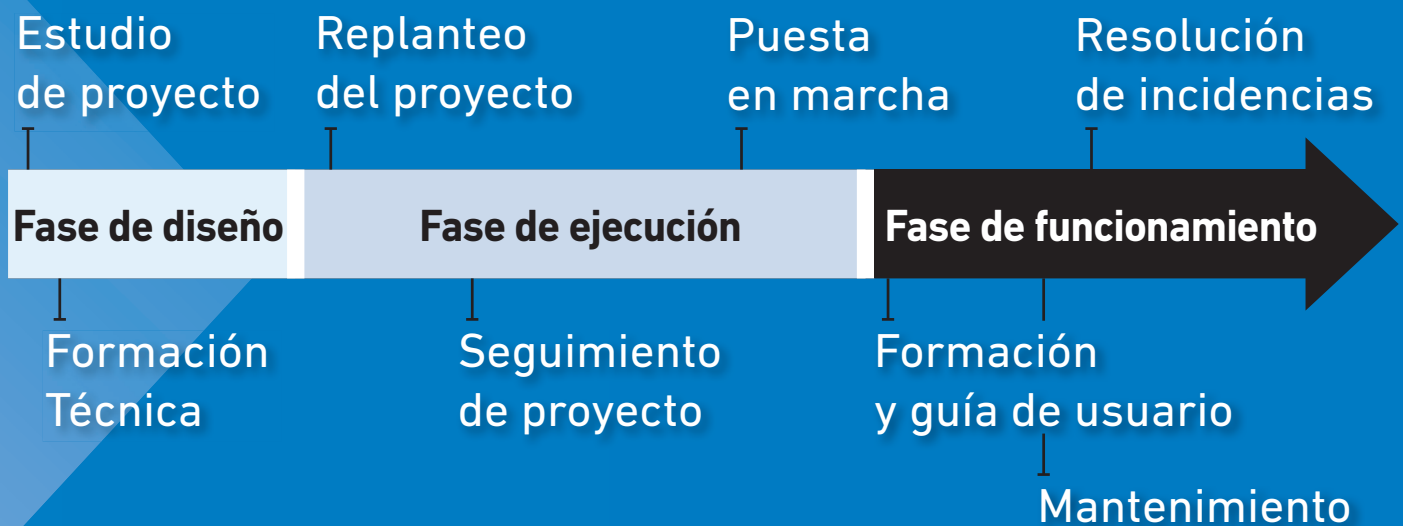 Estudio
de proyecto
Replanteo
del proyecto
Puesta
en marcha
Resolución
de incidencias
Fase de diseño
Fase de ejecución
Fase de funcionamiento
Formación
Técnica
Seguimiento
de proyecto
Formación
y guía de usuario
Mantenimiento